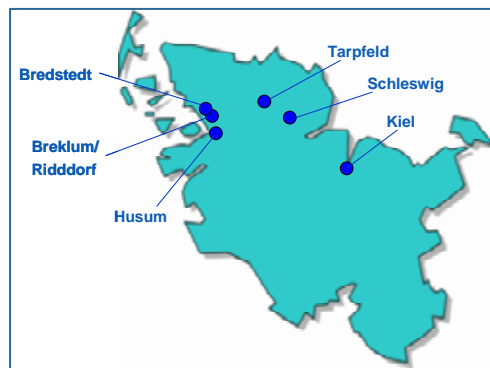 Tarpfeld
Bredstedt
Schleswig
Kiel
Breklum/
Ridddorf
Husum